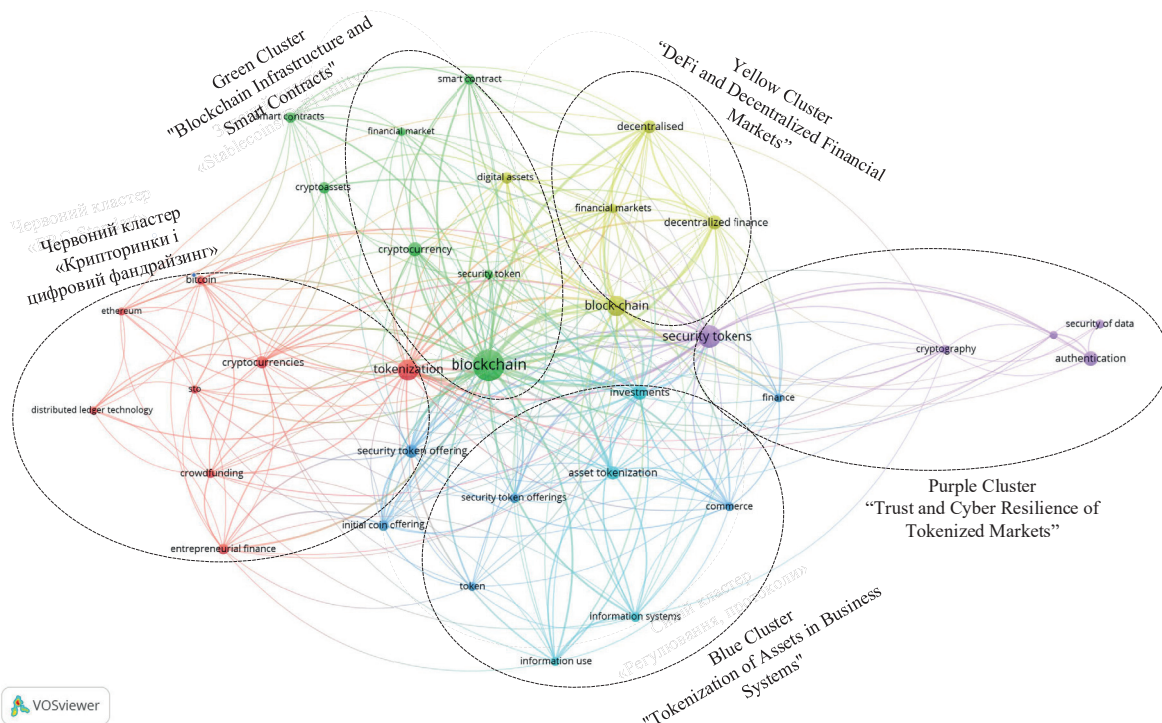 Green Cluster
"Blockchain Infrastructure and
Smart Contracts"
Yellow Cluster
“DeFi and Decentralized Financial
Markets”
Червоний кластер
Червоний кластер
«Крипторинки і
цифровий фандрайзинг»
smart contract
smart contracts
financial market
decentralised
cryptoassets
digital assets
financial markets
decentralized finance
cryptocurrency
security token
bitcoin
ethereum
block-chain
security tokens
security of data
cryptography
authentication
cryptocurrencies
tokenization
blockchain
sto
investments
finance
distributed ledger technology
security token offering
crowdfunding
asset tokenization
security token offerings
commerce
initial coin offering
entrepreneurial finance
token
information systems
information use
Purple Cluster
“Trust and Cyber Resilience of
Tokenized Markets”
Blue Cluster
"Tokenization of Assets in Business
Systems"
VOSviewer